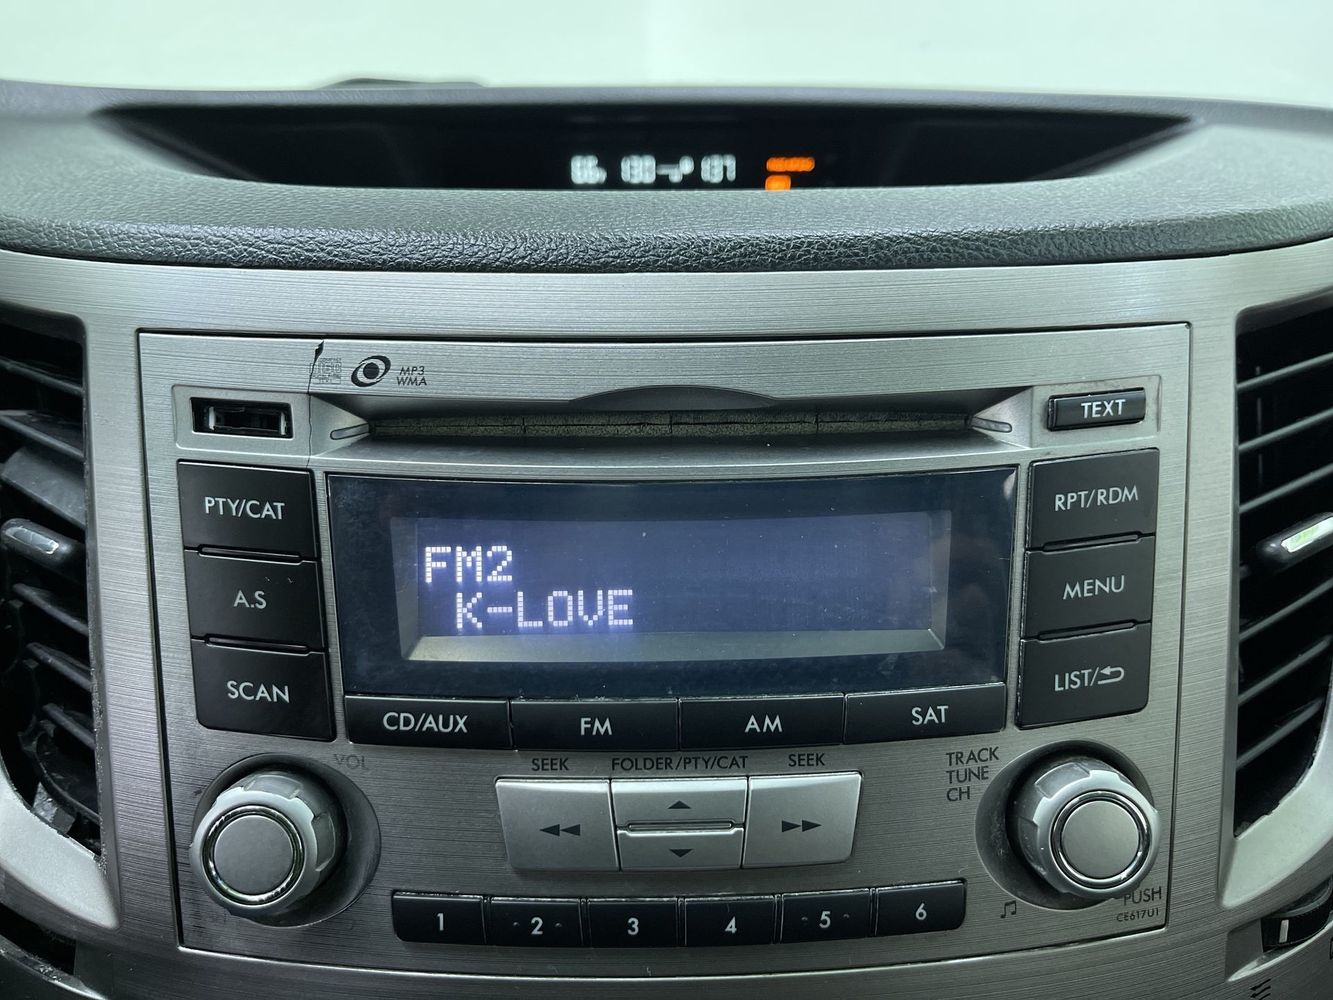 MP3
WMA
TEXT
PTY/CAT
RPT/RDM
FM2
K-LOVE
A.S
MENU
SCAN
LIST/
CD/AUX
FM
AM
SAT
VOL
SEEK
FOLDER/PTY/CAT
SEEK
TRACK
TUNE
CH
1
2
3
4
5
6
PUSH
CE617U1